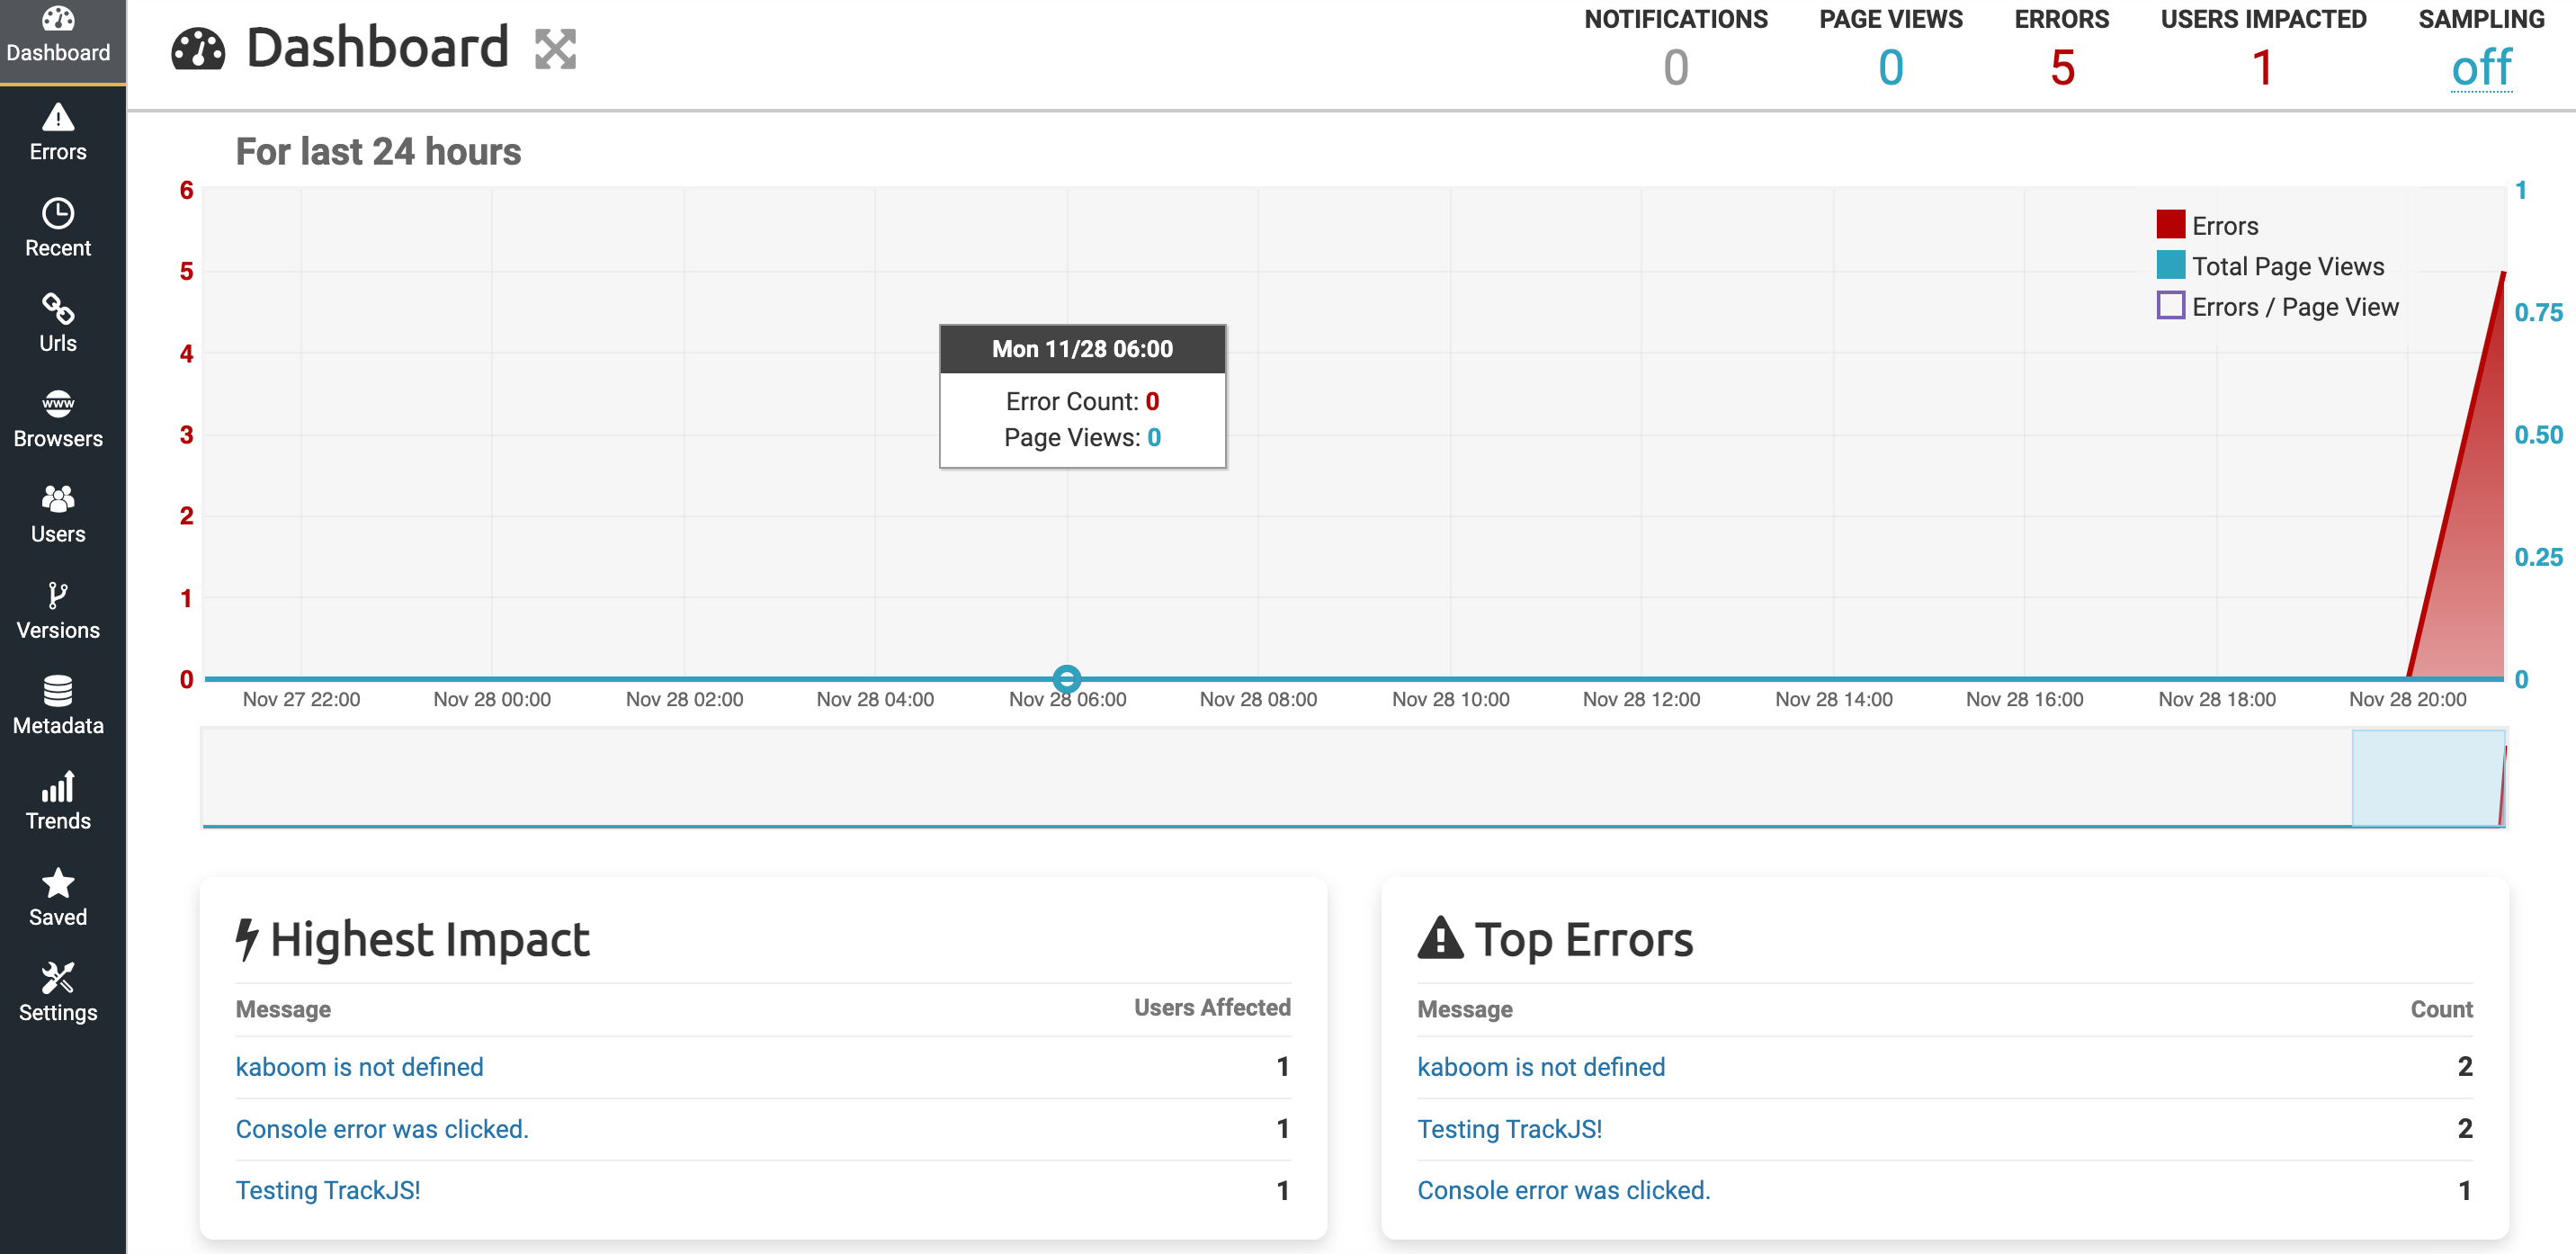 Dashboard
Errors
Recent
Urls
www
Browsers
Users
Versions
Metadata
Trends
Saved
Settings
Dashboard
NOTIFICATIONS
0
PAGE VIEWS
0
ERRORS
5
USERS IMPACTED
1
SAMPLING
off
For last 24 hours
6
5
4
3
2
1
0
1
0.75
0.50
0.25
0
Errors
Total Page Views
Errors / Page View
Mon 11/28 06:00
Error Count: 0
Page Views: 0
Nov 27 22:00 Nov 28 00:00 Nov 28 02:00 Nov 28 04:00 Nov 28 06:00 Nov 28 08:00 Nov 28 10:00 Nov 28 12:00 Nov 28 14:00 Nov 28 16:00 Nov 28 18:00 Nov 28 20:00
Highest Impact
Message Users Affected
kaboom is not defined 1
Console error was clicked. 1
Testing TrackJS! 1
Top Errors
Message Count
kaboom is not defined 2
Testing TrackJS! 2
Console error was clicked. 1